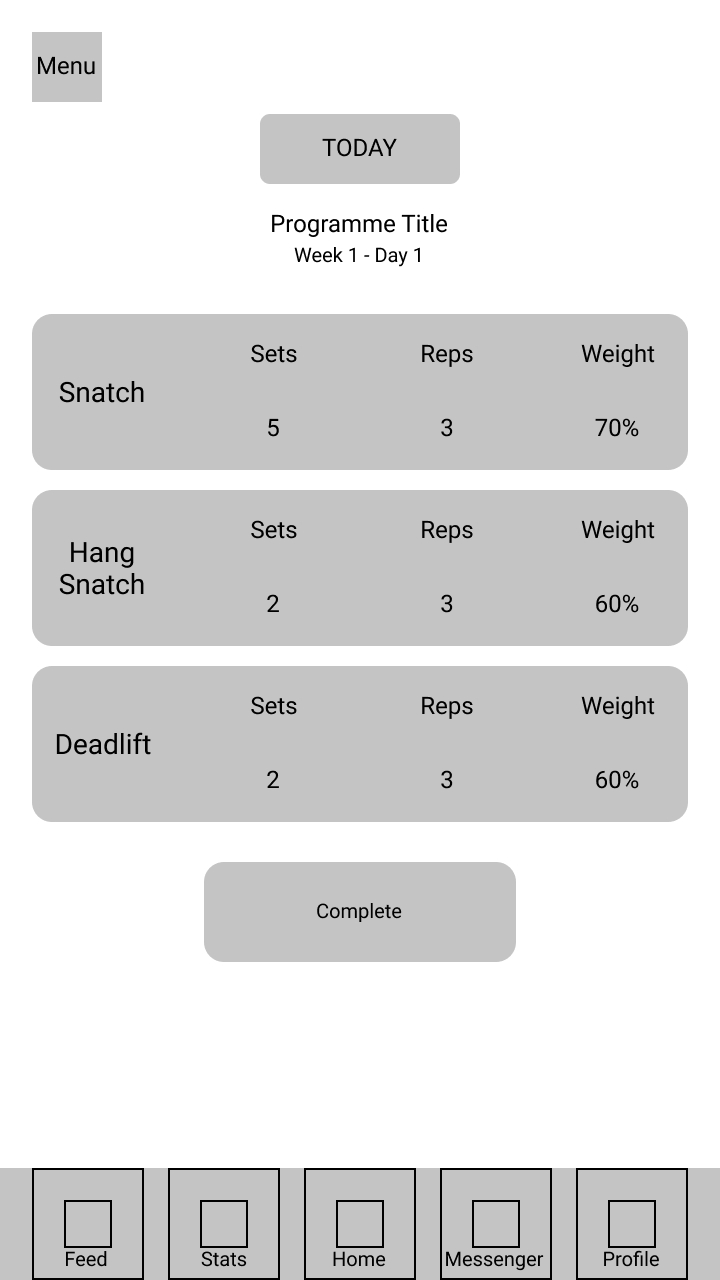 Menu
TODAY
Programme Title
Week 1 - Day 1
Sets Reps Weight
Snatch
5 3 70%
Sets Reps Weight
Hang
Snatch
2 3 60%
Sets Reps Weight
Deadlift
2 3 60%
Complete
Feed Stats Home Messenger Profile